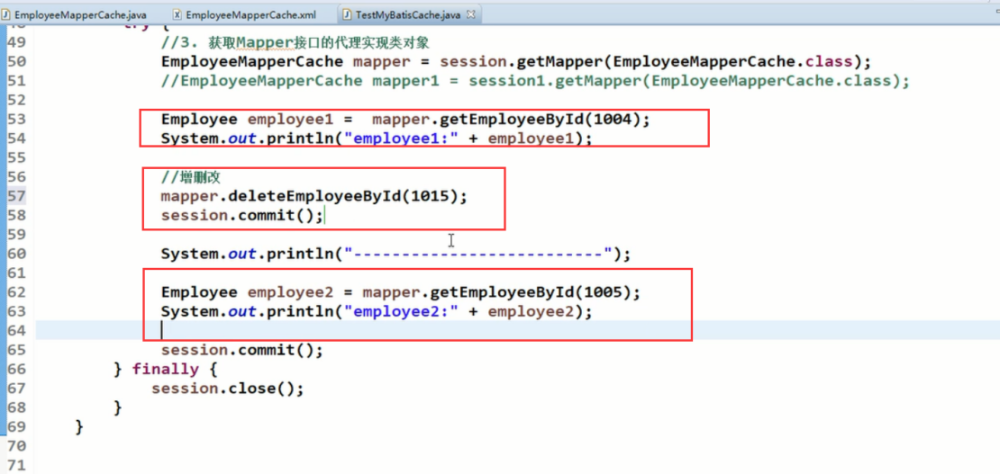 EmployeeMapperCache.java EmployeeMapperCache.xml TestMyBatisCache.java
48 try {
49 //3. 获取Mapper接口的代理实现类对象
50 EmployeeMapperCache mapper = session.getMapper(EmployeeMapperCache.class);
51 //EmployeeMapperCache mapper1 = session1.getMapper(EmployeeMapperCache.class);
52
53 Employee employee1 =  mapper.getEmployeeById(1004);
54 System.out.println("employee1:" + employee1);
55
56 //增删改
57 mapper.deleteEmployeeById(1015);
58 session.commit();
59
60 System.out.println("--------------------------");
61
62 Employee employee2 = mapper.getEmployeeById(1005);
63 System.out.println("employee2:" + employee2);
64
65 session.commit();
66 } finally {
67 session.close();
68 }
69 }
70
71